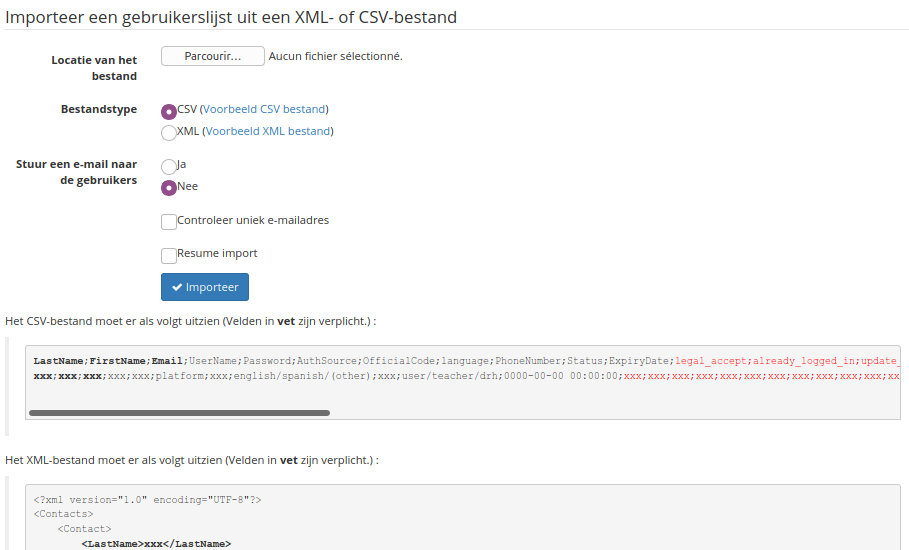 Importeer een gebruikerslijst uit een XML- of CSV-bestand
Locatie van het bestand
Parcourir... Aucun fichier sélectionné.
Bestandstype
CSV (Voorbeeld CSV bestand)
XML (Voorbeeld XML bestand)
Stuur een e-mail naar de gebruikers
Ja
Nee
Controleer uniek e-mailadres
Resume import
Importeer
Het CSV-bestand moet er als volgt uitzien (Velden in vet zijn verplicht.) :
LastName;FirstName;Email;UserName;Password;AuthSource;OfficialCode;language;PhoneNumber;Status;ExpiryDate;legal_accept;already_logged_in;update_
xxx;xxx;xxx;xxx;xxx;platform;xxx;english/spanish/(other);xxx;user/teacher/drh;0000-00-00 00:00:00;xxx;xxx;xxx;xxx;xxx;xxx;xxx;xxx;xxx;xxx;xxx;xx
Het XML-bestand moet er als volgt uitzien (Velden in vet zijn verplicht.) :
<?xml version="1.0" encoding="UTF-8"?>
<Contacts>
<Contact>
<LastName>xxx</LastName>